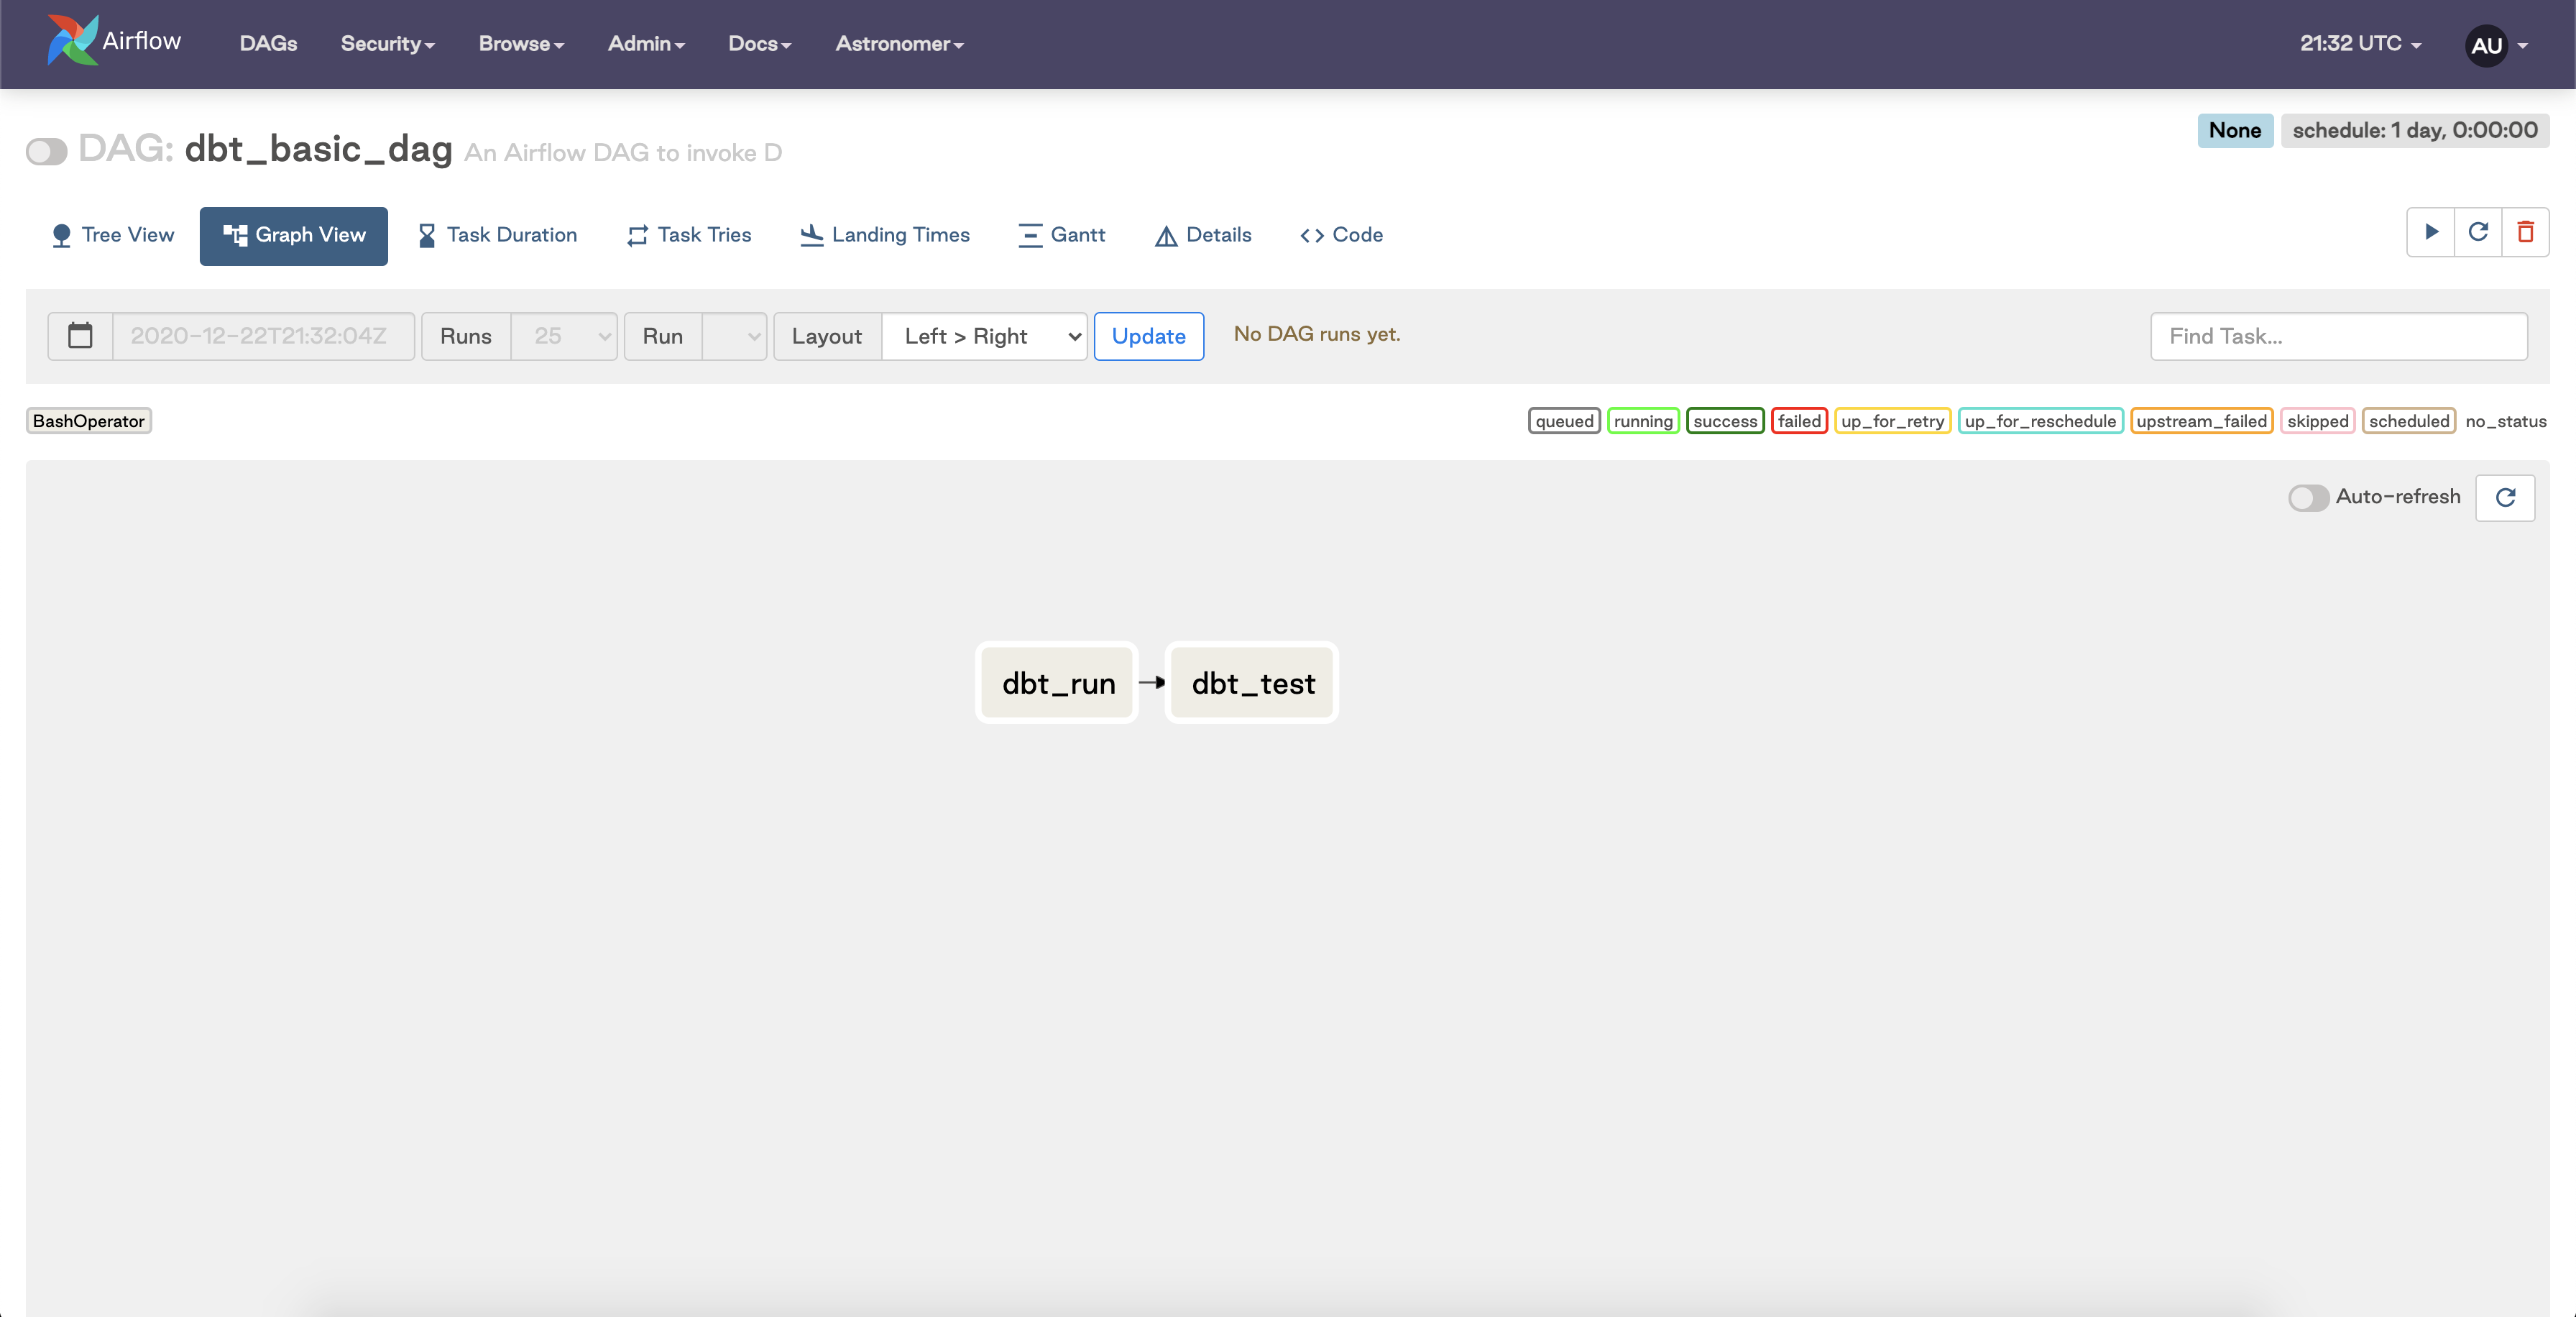 Airflow DAGs Security Browse Admin Docs Astronomer 21:32 UTC AU
DAG: dbt_basic_dag An Airflow DAG to invoke D None schedule: 1 day, 0:00:00
Tree View Graph View Task Duration Task Tries Landing Times Gantt Details Code
2020-12-22T21:32:04Z Runs 25 Run Layout Left > Right Update No DAG runs yet. Find Task...
BashOperator queued running success failed up_for_retry up_for_reschedule upstream_failed skipped scheduled no_status
Auto-refresh
dbt_run dbt_test